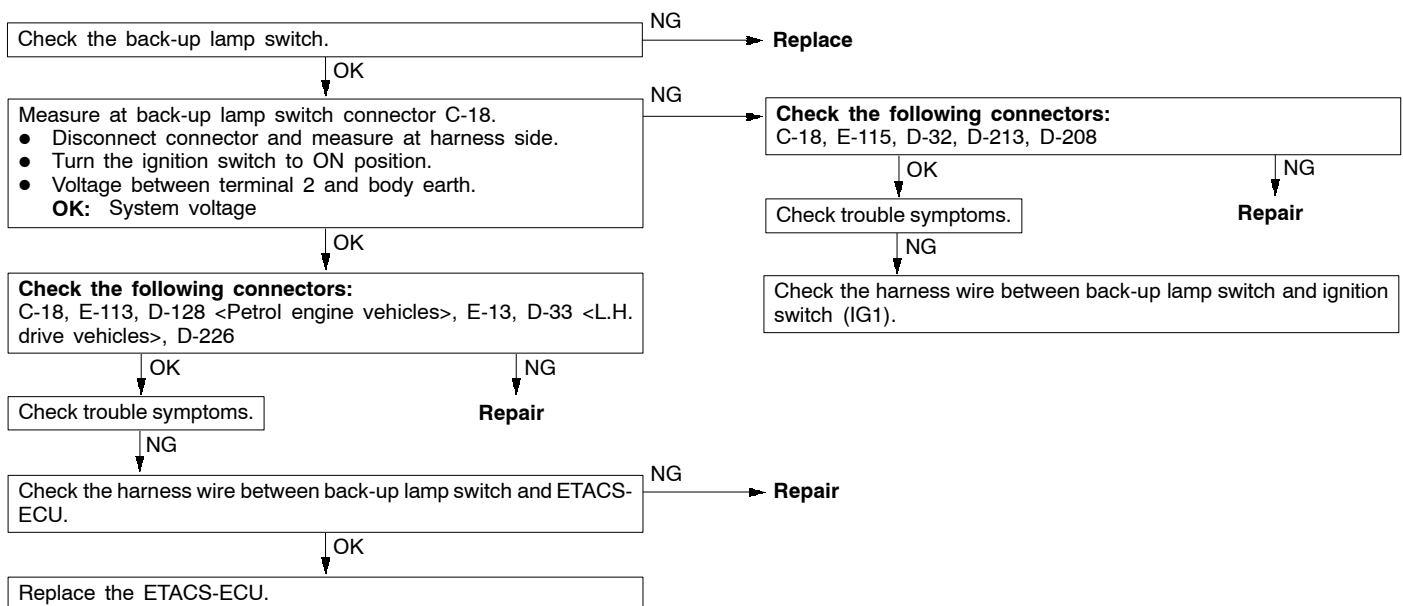 Check the back-up lamp switch.
NG
Replace
OK
Measure at back-up lamp switch connector C-18.
● Disconnect connector and measure at harness side.
● Turn the ignition switch to ON position.
● Voltage between terminal 2 and body earth.
OK: System voltage
NG
Check the following connectors:
C-18, E-115, D-32, D-213, D-208
OK
NG
Check trouble symptoms.
Repair
NG
Check the harness wire between back-up lamp switch and ignition
switch (IG1).
OK
Check the following connectors:
C-18, E-113, D-128 <Petrol engine vehicles>, E-13, D-33 <L.H.
drive vehicles>, D-226
OK
NG
Check trouble symptoms.
Repair
NG
Check the harness wire between back-up lamp switch and ETACS-
ECU.
NG
Repair
OK
Replace the ETACS-ECU.